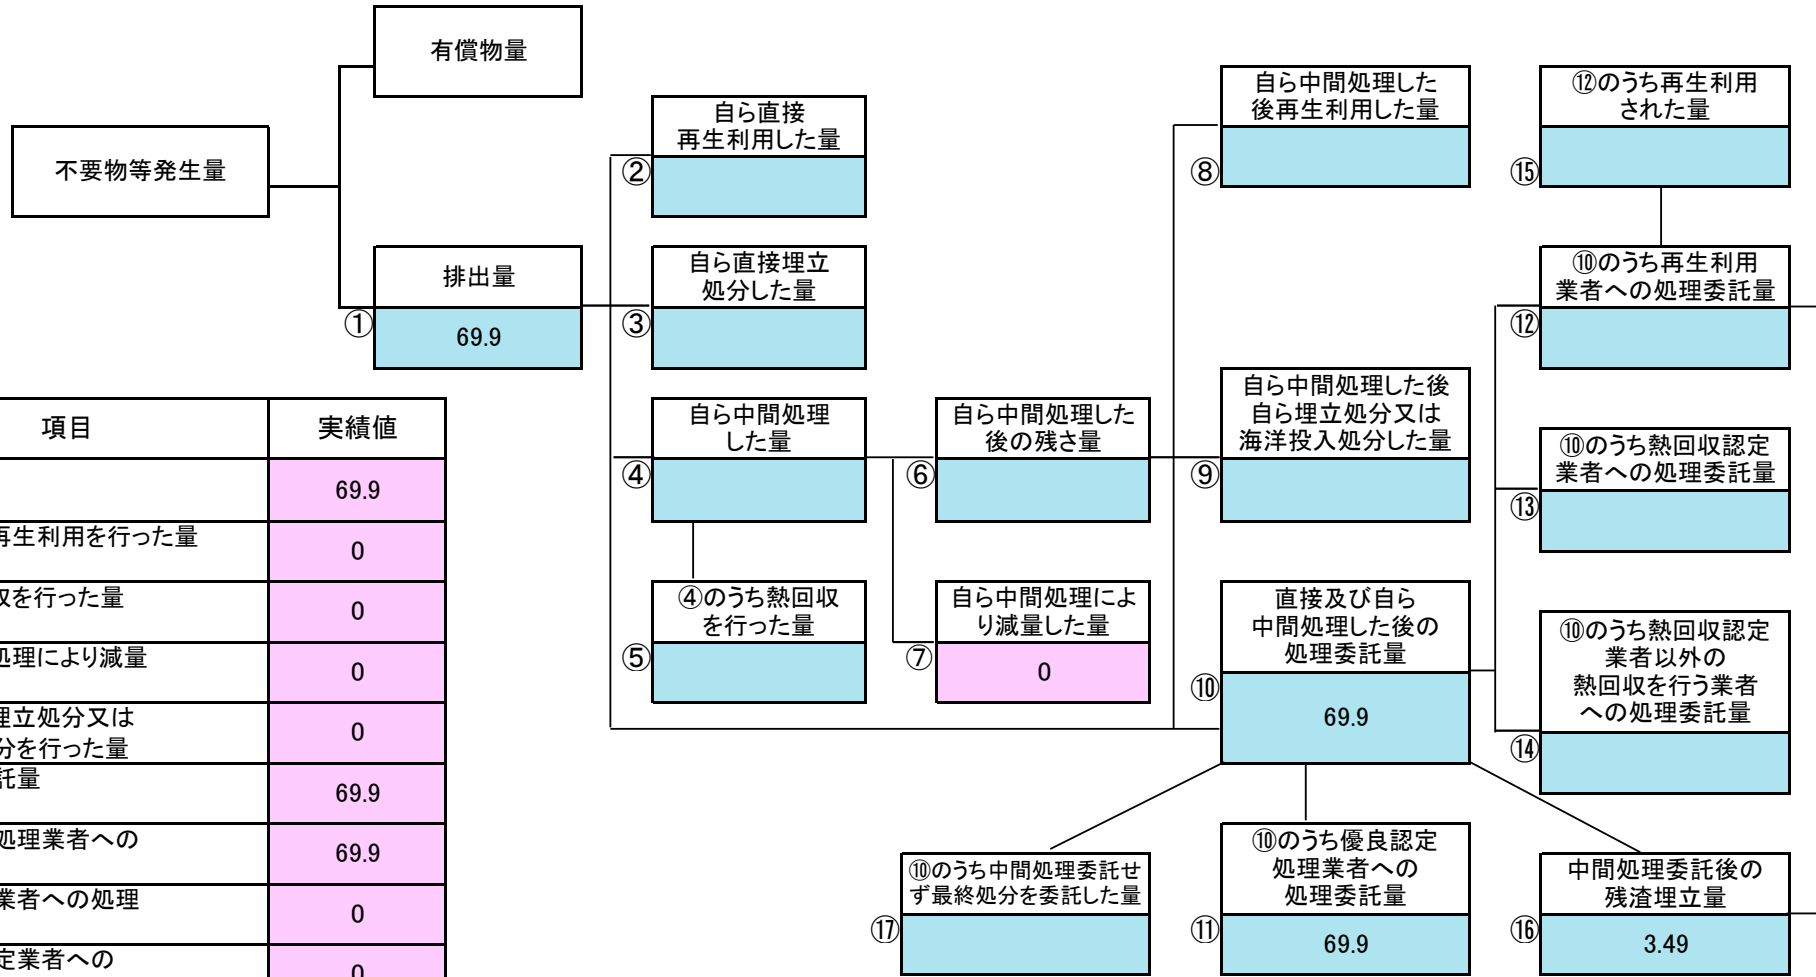 有償物量
不要物等発生量
排出量
①
69.9
自ら直接
再生利用した量
②
自ら直接埋立
処分した量
③
自ら中間処理
した量
④
④のうち熱回収
を行った量
⑤
自ら中間処理した
後の残さ量
⑥
自ら中間処理によ
り減量した量
⑦
0
自ら中間処理した
後再生利用した量
⑧
自ら中間処理した後
自ら埋立処分又は
海洋投入処分した量
⑨
直接及び自ら
中間処理した後の
処理委託量
⑩
69.9
⑫のうち再生利用
された量
⑮
⑩のうち再生利用
業者への処理委託量
⑫
⑩のうち熱回収認定
業者への処理委託量
⑬
⑩のうち熱回収認定
業者以外の
熱回収を行う業者
への処理委託量
⑭
⑩のうち中間処理委託せ
ず最終処分を委託した量
⑰
⑩のうち優良認定
処理業者への
処理委託量
⑪
69.9
中間処理委託後の
残渣埋立量
⑯
3.49
項目 実績値
69.9
再生利用を行った量
0
収を行った量
0
処理により減量
0
埋立処分又は
分を行った量
0
託量
69.9
処理業者への
69.9
業者への処理
0
定業者への
0